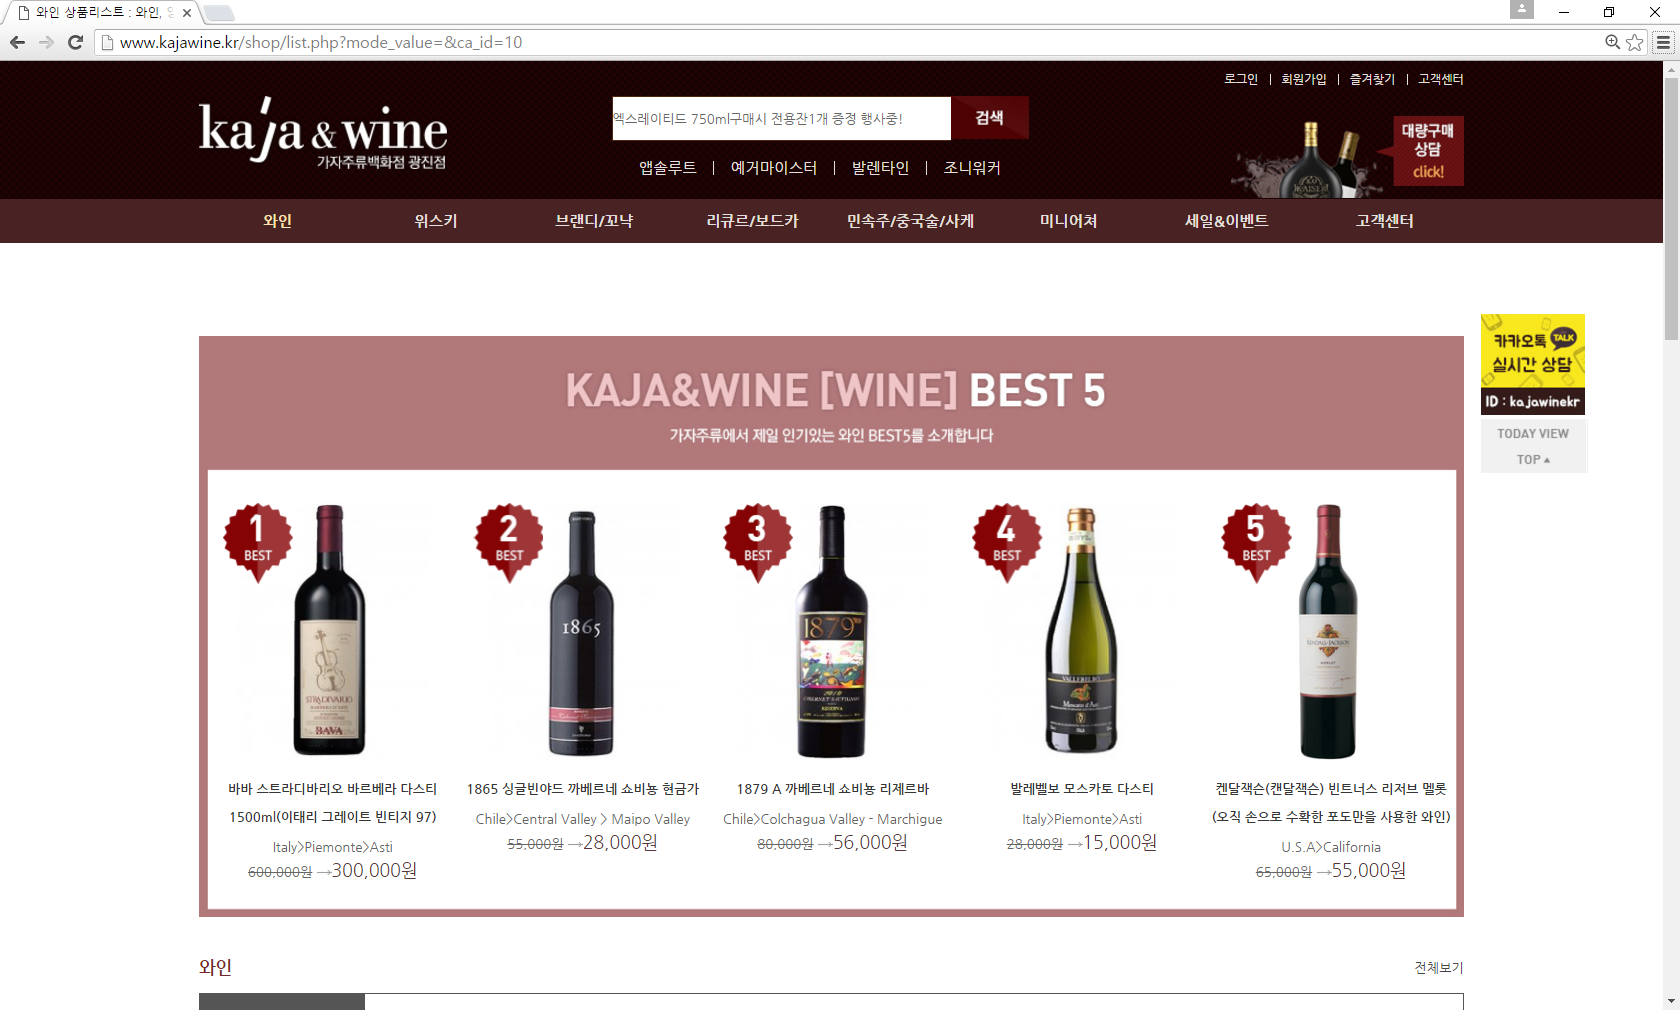 와인 상품리스트 : 와인,
www.kajawine.kr/shop/list.php?mode_value=&ca_id=10
로그인 | 회원가입 | 즐겨찾기 | 고객센터
kaja & wine
가자주류백화점 광진점
엑스레이티드 750ml구매시 전용잔1개 증정 행사중!
검색
앱솔루트 | 예거마이스터 | 발렌타인 | 조니워커
KAISER
대량구매
상담
click!
와인 위스키 브랜디/꼬냑 리큐르/보드카 민속주/중국술/사케 미니어쳐 세일&이벤트 고객센터
카카오톡 TALK
실시간 상담
ID : kajawinekr
TODAY VIEW
TOP ▲
KAJA&WINE [WINE] BEST 5
가자주류에서 제일 인기있는 와인 BEST5를 소개합니다
1
BEST
STRADIVARIO
BAVA
2
BEST
1865
3
BEST
1879
2010
CABERNET SAUVIGNON
RESERVA
4
BEST
VALLEBELBO
Moscato d'Asti
5
BEST
KENDALL-JACKSON
MERLOT
바바 스트라디바리오 바르베라 다스티
1500ml(이태리 그레이트 빈티지 97)
Italy>Piemonte>Asti
600,000원 →300,000원
1865 싱글빈야드 까베르네 쇼비뇽 현금가
Chile>Central Valley > Maipo Valley
55,000원 →28,000원
1879 A 까베르네 쇼비뇽 리제르바
Chile>Colchagua Valley - Marchigue
80,000원 →56,000원
발레벨보 모스카토 다스티
Italy>Piemonte>Asti
28,000원 →15,000원
켄달잭슨(캔달잭슨) 빈트너스 리저브 멜롯
(오직 손으로 수확한 포도만을 사용한 와인)
U.S.A>California
65,000원 →55,000원
와인
전체보기